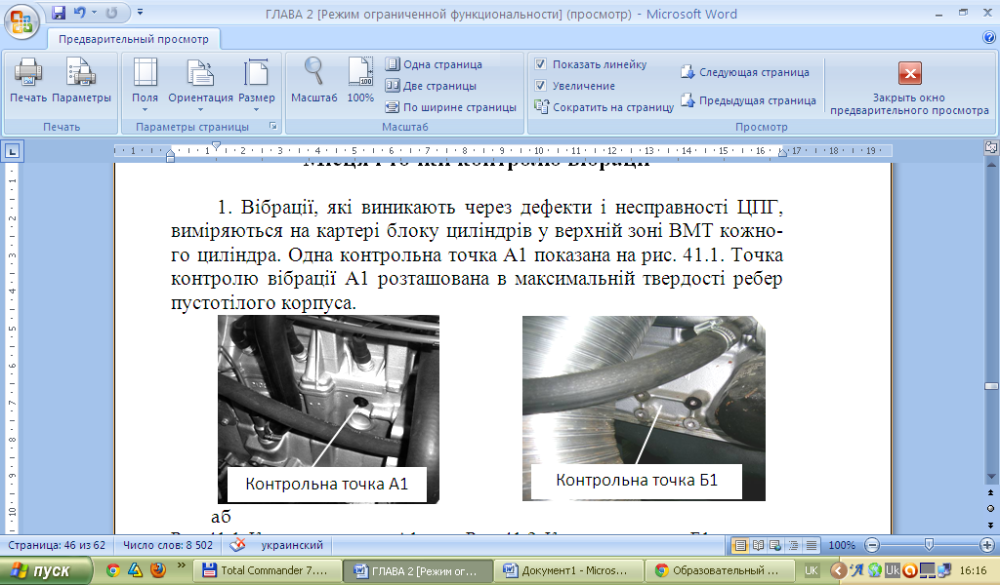 ГЛАВА 2 [Режим ограниченной функциональности] (просмотр) - Microsoft Word
Предварительный просмотр
Печать
Параметры
Поля
Ориентация
Размер
Масштаб
100%
Одна страница
Две страницы
По ширине страницы
Показать линейку
Увеличение
Сократить на страницу
Следующая страница
Предыдущая страница
Закрыть окно
предварительного просмотра
Печать
Параметры страницы
Масштаб
Просмотр
1. Вібрації, які виникають через дефекти і несправності ЦПГ,
виміряються на картері блоку циліндрів у верхній зоні ВМТ кожно-
го циліндра. Одна контрольна точка А1 показана на рис. 41.1. Точка
контролю вібрації А1 розташована в максимальній твердості ребер
пустотілого корпуса.
Контрольна точка А1
Контрольна точка Б1
аб
Страница: 46 из 62
Число слов: 8 502
украинский
100%
пуск
Total Commander 7....
ГЛАВА 2 [Режим ог...
Документ1 - Micros...
Образовательный ...
UK
Uk
16:16